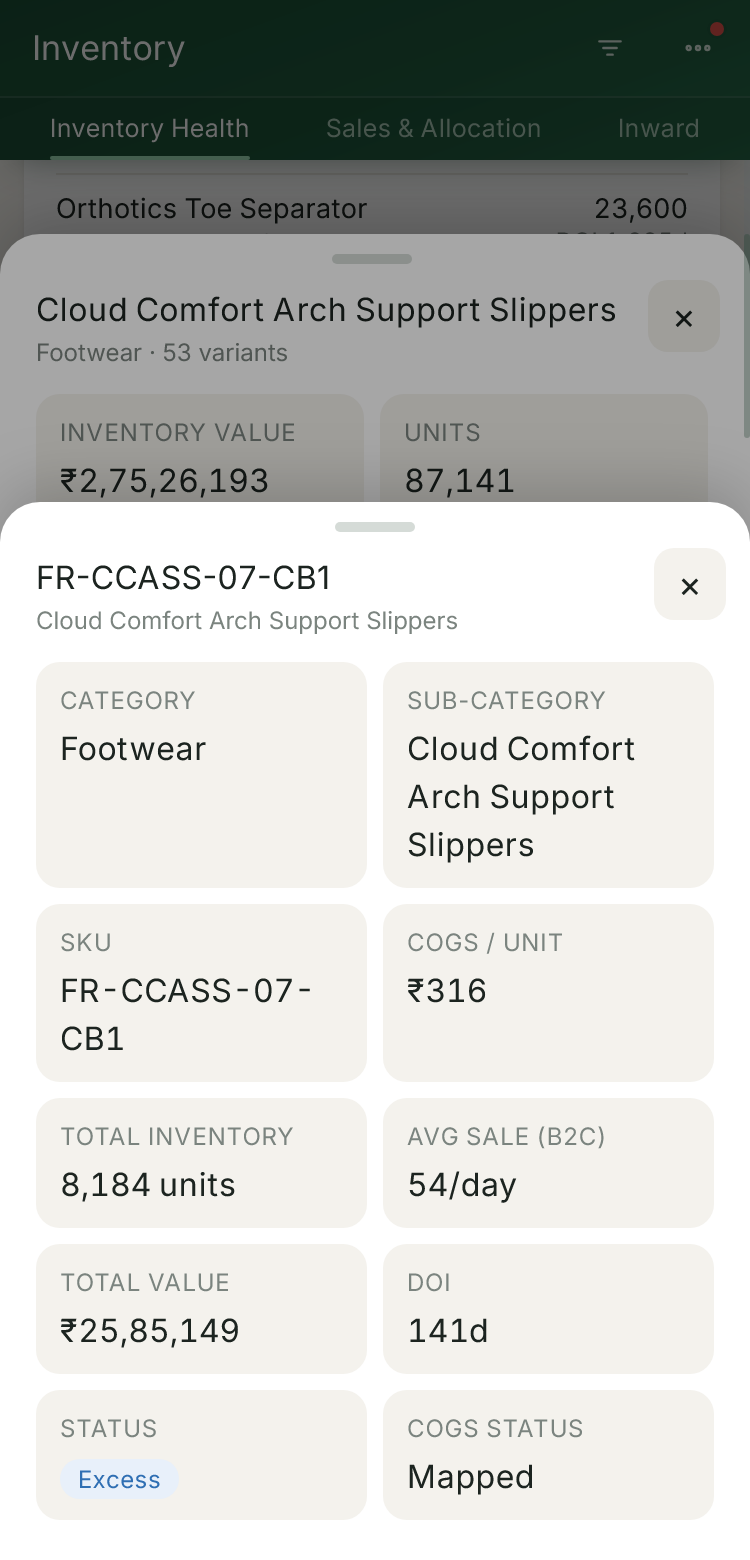 Inventory
Inventory Health
Sales & Allocation
Inward
Orthotics Toe Separator
23,600
Cloud Comfort Arch Support Slippers
Footwear · 53 variants
INVENTORY VALUE
₹2,75,26,193
UNITS
87,141
FR-CCASS-07-CB1
Cloud Comfort Arch Support Slippers
CATEGORY
Footwear
SUB-CATEGORY
Cloud Comfort
Arch Support
Slippers
SKU
FR-CCASS-07-
CB1
COGS / UNIT
₹316
TOTAL INVENTORY
8,184 units
AVG SALE (B2C)
54/day
TOTAL VALUE
₹25,85,149
DOI
141d
STATUS
Excess
COGS STATUS
Mapped